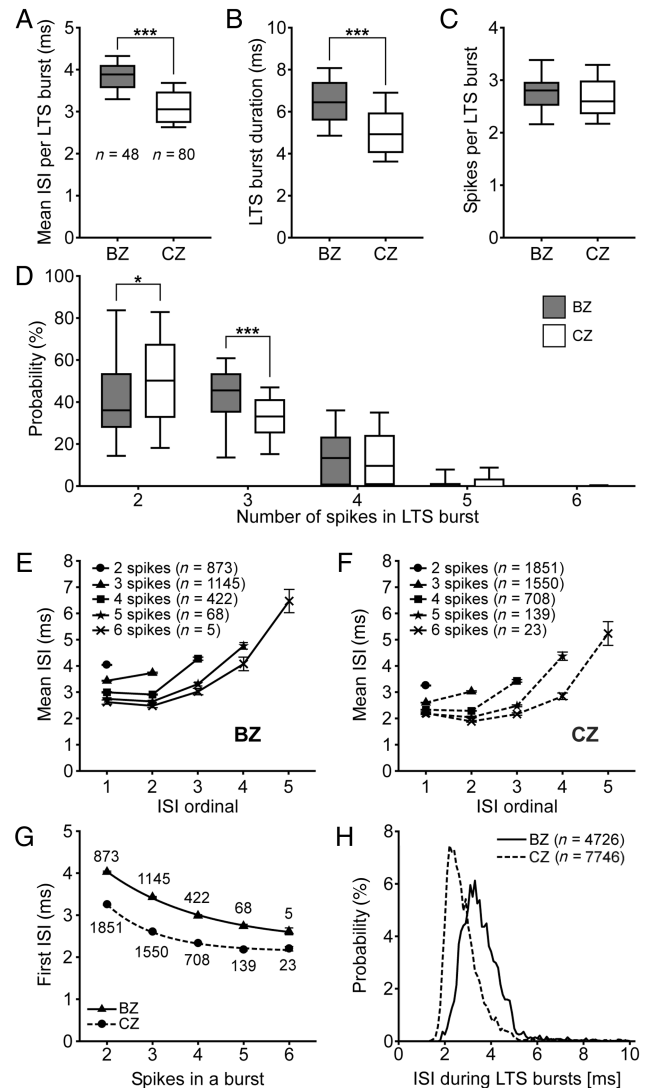 A
Mean ISI per LTS burst (ms)
5
4
3
2
1
0
***
n = 48 n = 80
BZ CZ
B
LTS burst duration (ms)
10
8
6
4
2
0
***
BZ CZ
C
Spikes per LTS burst
4
3
2
1
0
BZ CZ
D
Probability (%)
100
80
60
40
20
0
*
***
BZ
CZ
2 3 4 5 6
Number of spikes in LTS burst
E
Mean ISI (ms)
8
7
6
5
4
3
2
1
0
2 spikes (n = 873)
3 spikes (n = 1145)
4 spikes (n = 422)
5 spikes (n = 68)
6 spikes (n = 5)
BZ
1 2 3 4 5
ISI ordinal
F
Mean ISI (ms)
8
7
6
5
4
3
2
1
0
2 spikes (n = 1851)
3 spikes (n = 1550)
4 spikes (n = 708)
5 spikes (n = 139)
6 spikes (n = 23)
CZ
1 2 3 4 5
ISI ordinal
G
First ISI (ms)
5
4
3
2
1
0
873
1145
422
68
5
1851
1550
708
139
23
BZ
CZ
2 3 4 5 6
Spikes in a burst
H
Probability (%)
8
6
4
2
0
BZ (n = 4726)
CZ (n = 7746)
0 2 4 6 8 10
ISI during LTS bursts [ms]